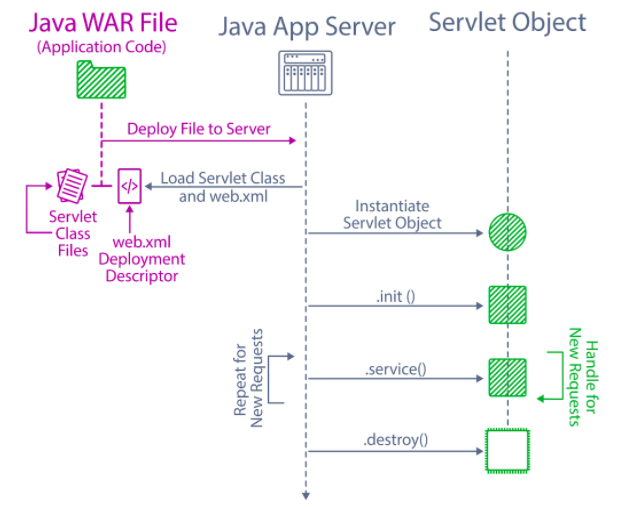 Java WAR File
(Application Code)
Java App Server
Servlet Object
Deploy File to Server
Load Servlet Class
and web.xml
</>
Servlet
Class
Files
web.xml
Deployment
Descriptor
Instantiate
Servlet Object
.init ()
Repeat for
New Requests
.service()
Handle for
New Requests
.destroy()